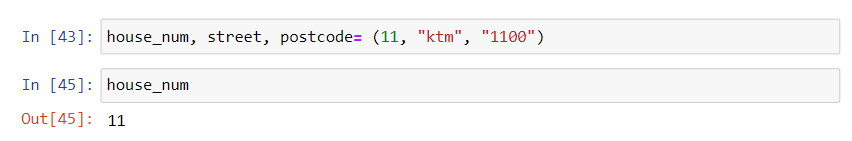 In [43]: house_num, street, postcode= (11, "ktm", "1100")
In [45]: house_num
Out[45]: 11